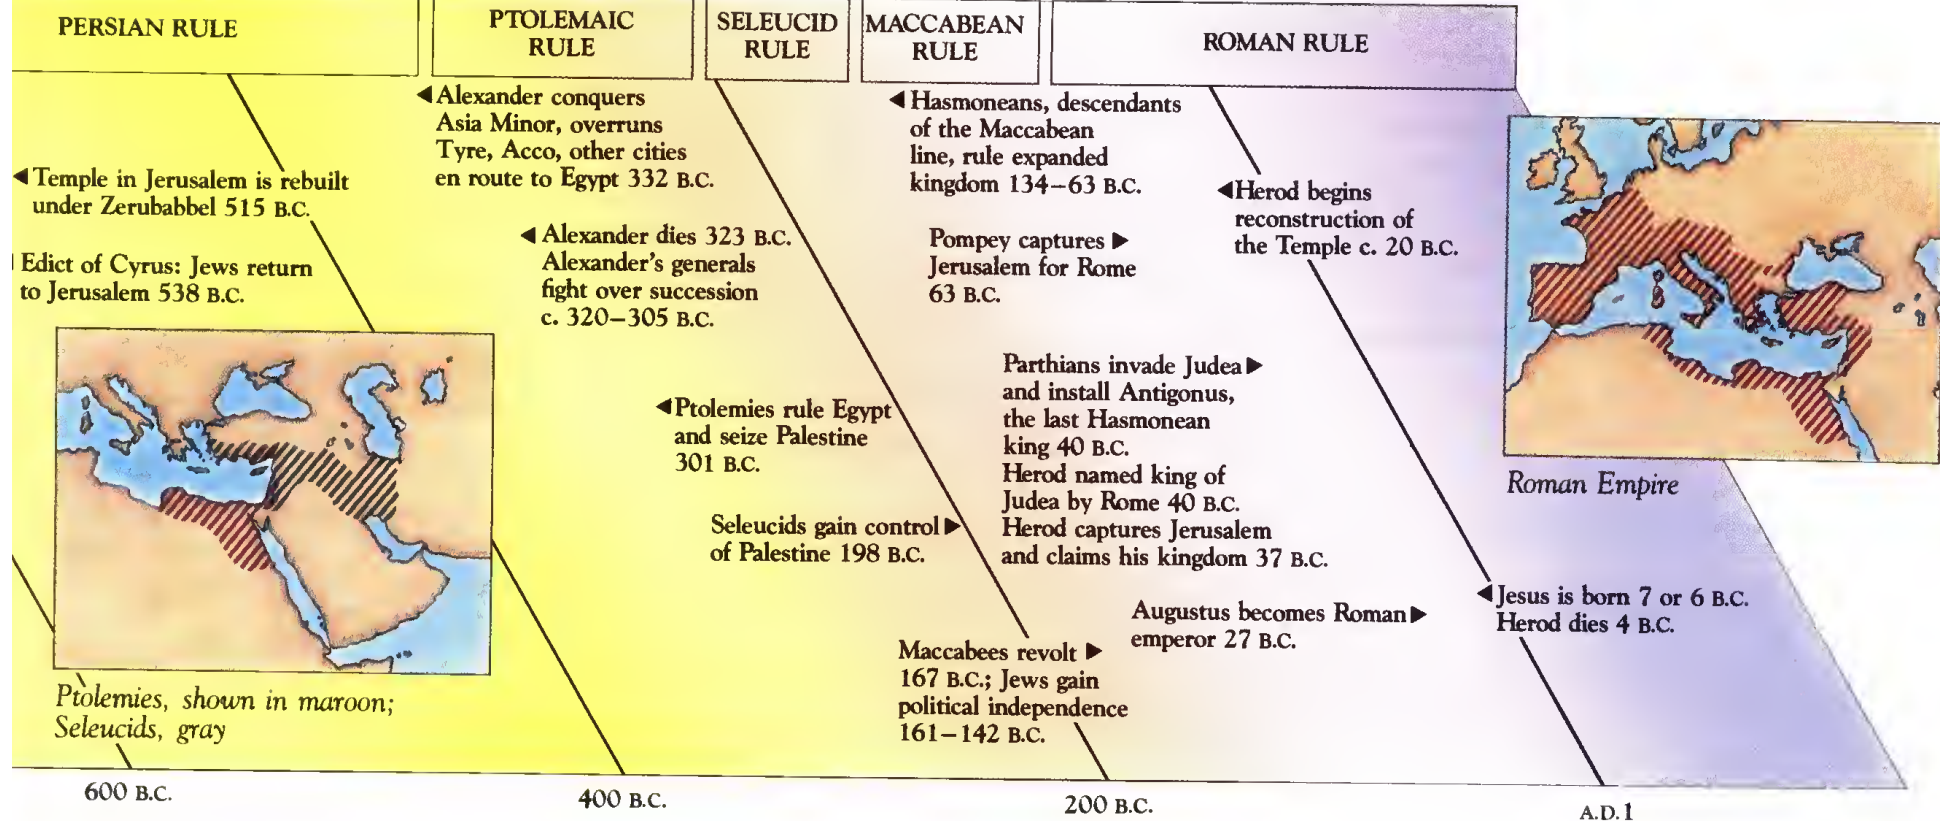 PERSIAN RULE
PTOLEMAIC
RULE
SELEUCID
RULE
MACCABEAN
RULE
ROMAN RULE
Temple in Jerusalem is rebuilt
under Zerubabbel 515 B.C.
Edict of Cyrus: Jews return
to Jerusalem 538 B.C.
Alexander conquers
Asia Minor, overruns
Tyre, Acco, other cities
en route to Egypt 332 B.C.
Alexander dies 323 B.C.
Alexander's generals
fight over succession
c. 320–305 B.C.
Ptolemies rule Egypt
and seize Palestine
301 B.C.
Seleucids gain control
of Palestine 198 B.C.
Hasmoneans, descendants
of the Maccabean
line, rule expanded
kingdom 134–63 B.C.
Pompey captures
Jerusalem for Rome
63 B.C.
Parthians invade Judea
and install Antigonus,
the last Hasmonean
king 40 B.C.
Herod named king of
Judea by Rome 40 B.C.
Herod captures Jerusalem
and claims his kingdom 37 B.C.
Augustus becomes Roman
emperor 27 B.C.
Maccabees revolt
167 B.C.; Jews gain
political independence
161–142 B.C.
Herod begins
reconstruction of
the Temple c. 20 B.C.
Jesus is born 7 or 6 B.C.
Herod dies 4 B.C.
Roman Empire
Ptolemies, shown in maroon;
Seleucids, gray
600 B.C.
400 B.C.
200 B.C.
A.D. 1